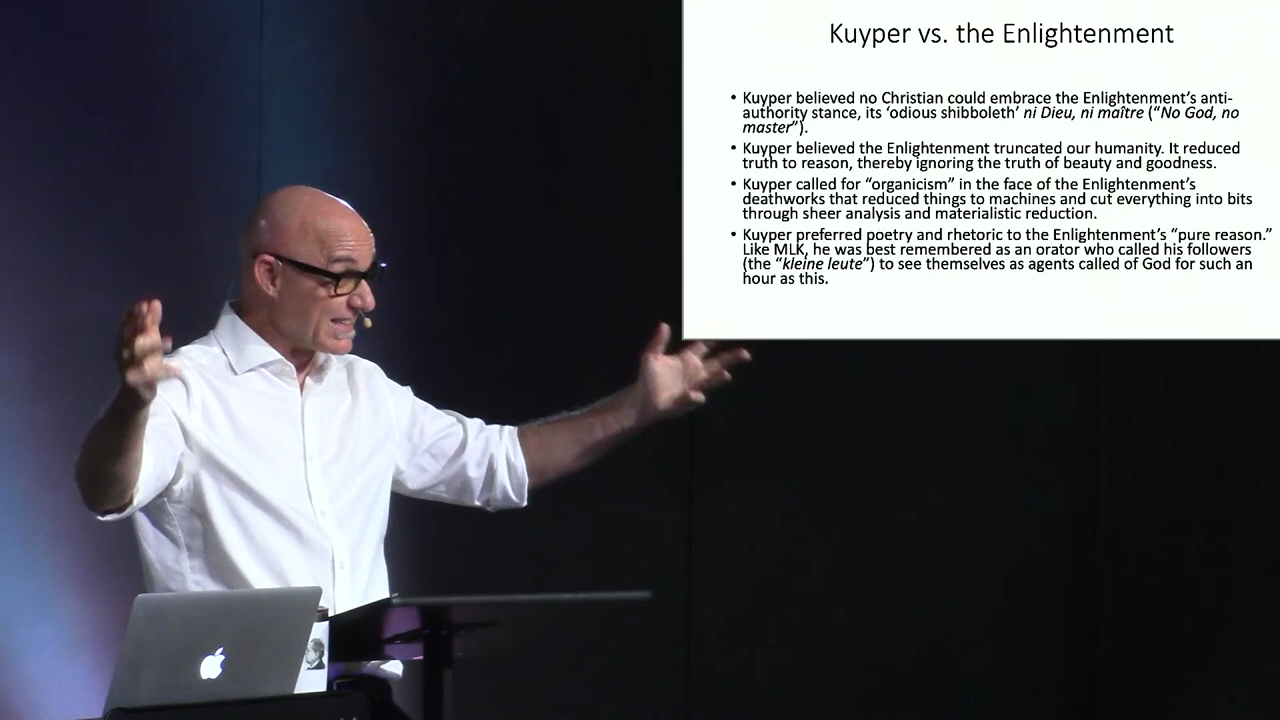 Kuyper vs. the Enlightenment
• Kuyper believed no Christian could embrace the Enlightenment’s anti-
authority stance, its ‘odious shibboleth’ ni Dieu, ni maître (“No God, no
master”).
• Kuyper believed the Enlightenment truncated our humanity. It reduced
truth to reason, thereby ignoring the truth of beauty and goodness.
• Kuyper called for “organicism” in the face of the Enlightenment’s
deathworks that reduced things to machines and cut everything into bits
through sheer analysis and materialistic reduction.
• Kuyper preferred poetry and rhetoric to the Enlightenment’s “pure reason.”
Like MLK, he was best remembered as an orator who called his followers
(the “kleine leute”) to see themselves as agents called of God for such an
hour as this.